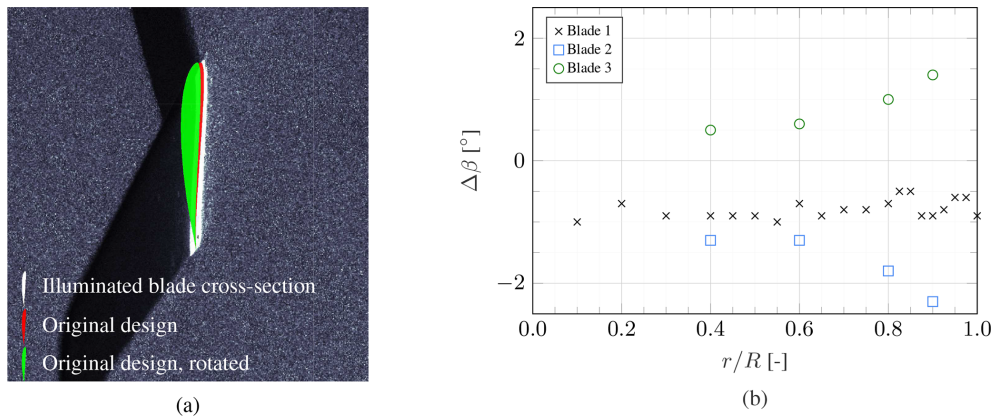 Illuminated blade cross-section
Original design
Original design, rotated
(a)
Blade 1
Blade 2
Blade 3
2
0
−2
Δβ [°]
0.0 0.2 0.4 0.6 0.8 1.0
r/R [-]
(b)